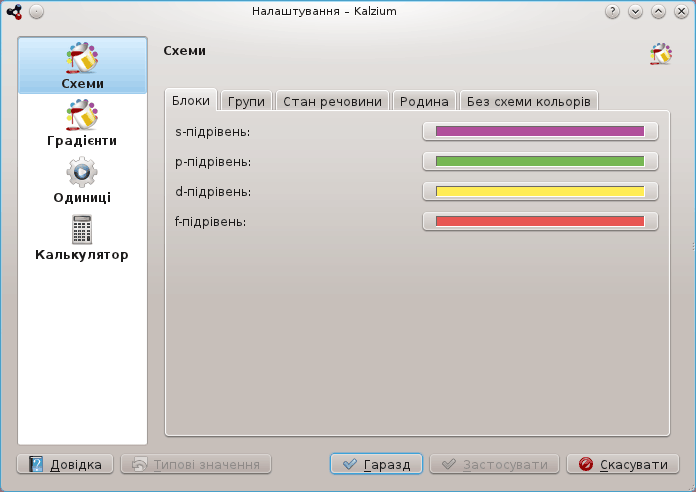 Налаштування – Kalzium
Схеми
Градієнти
Одиниці
Калькулятор
Схеми
Блоки Групи Стан речовини Родина Без схеми кольорів
s-підрівень:
p-підрівень:
d-підрівень:
f-підрівень:
Довідка Типові значення Гаразд Застосувати Скасувати